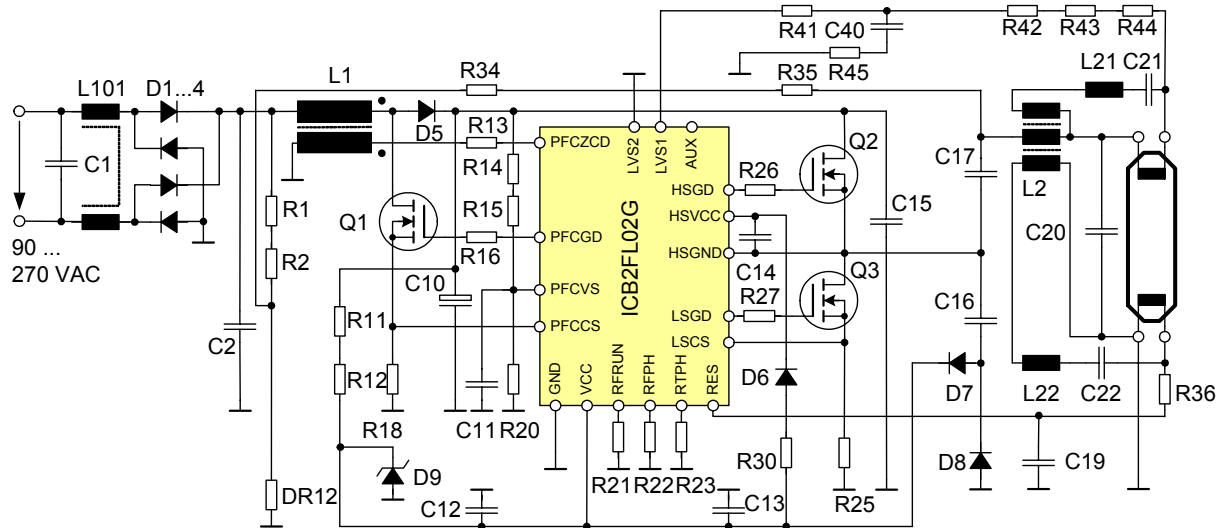 R41
C40
R42
R43
R44
R45
L101
D1...4
L1
R34
R35
L21
C21
D5
R13
R14
PFCZCD
LVS2
LVS1
AUX
Q2
C1
HSGD
R26
C17
L2
R1
R15
Q1
HSVCC
C15
PFCGD
R16
ICB2FL02G
HSGND
C14
C20
90 ...
270 VAC
R2
C10
PFCVS
Q3
R27
LSGD
C16
C2
R11
PFCCS
LSCS
R12
GND
VCC
RFRUN
RFPH
RTPH
RES
D6
D7
L22
C22
R36
R18
C11
R20
R30
D8
C19
DR12
D9
C12
R21
R22
R23
C13
R25